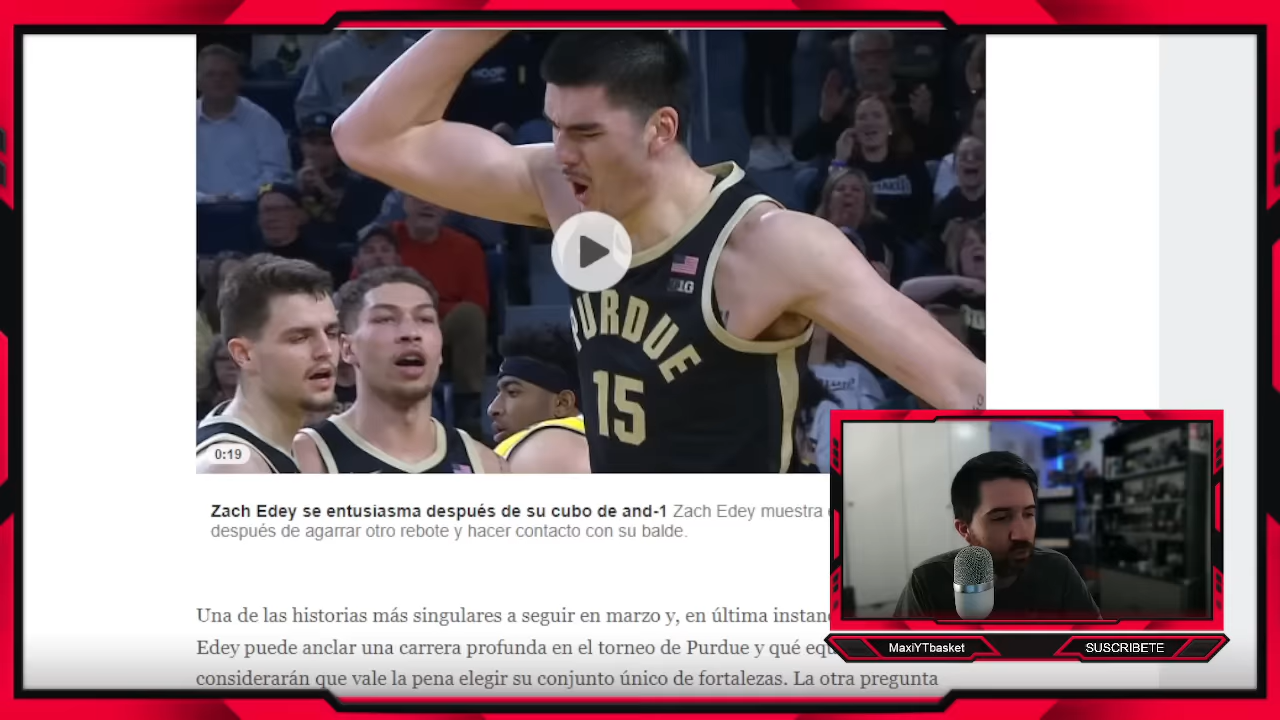 PURDUE
15
0:19
Zach Edey se entusiasma después de su cubo de and-1 Zach Edey muestra
después de agarrar otro rebote y hacer contacto con su balde.
Una de las historias más singulares a seguir en marzo y, en última
Edey puede anclar una carrera profunda en el torneo de Purdue y qué
considerarán que vale la pena elegir su conjunto único de fortalezas. La otra pregunta
MaxiYTbasket
SUSCRIBETE